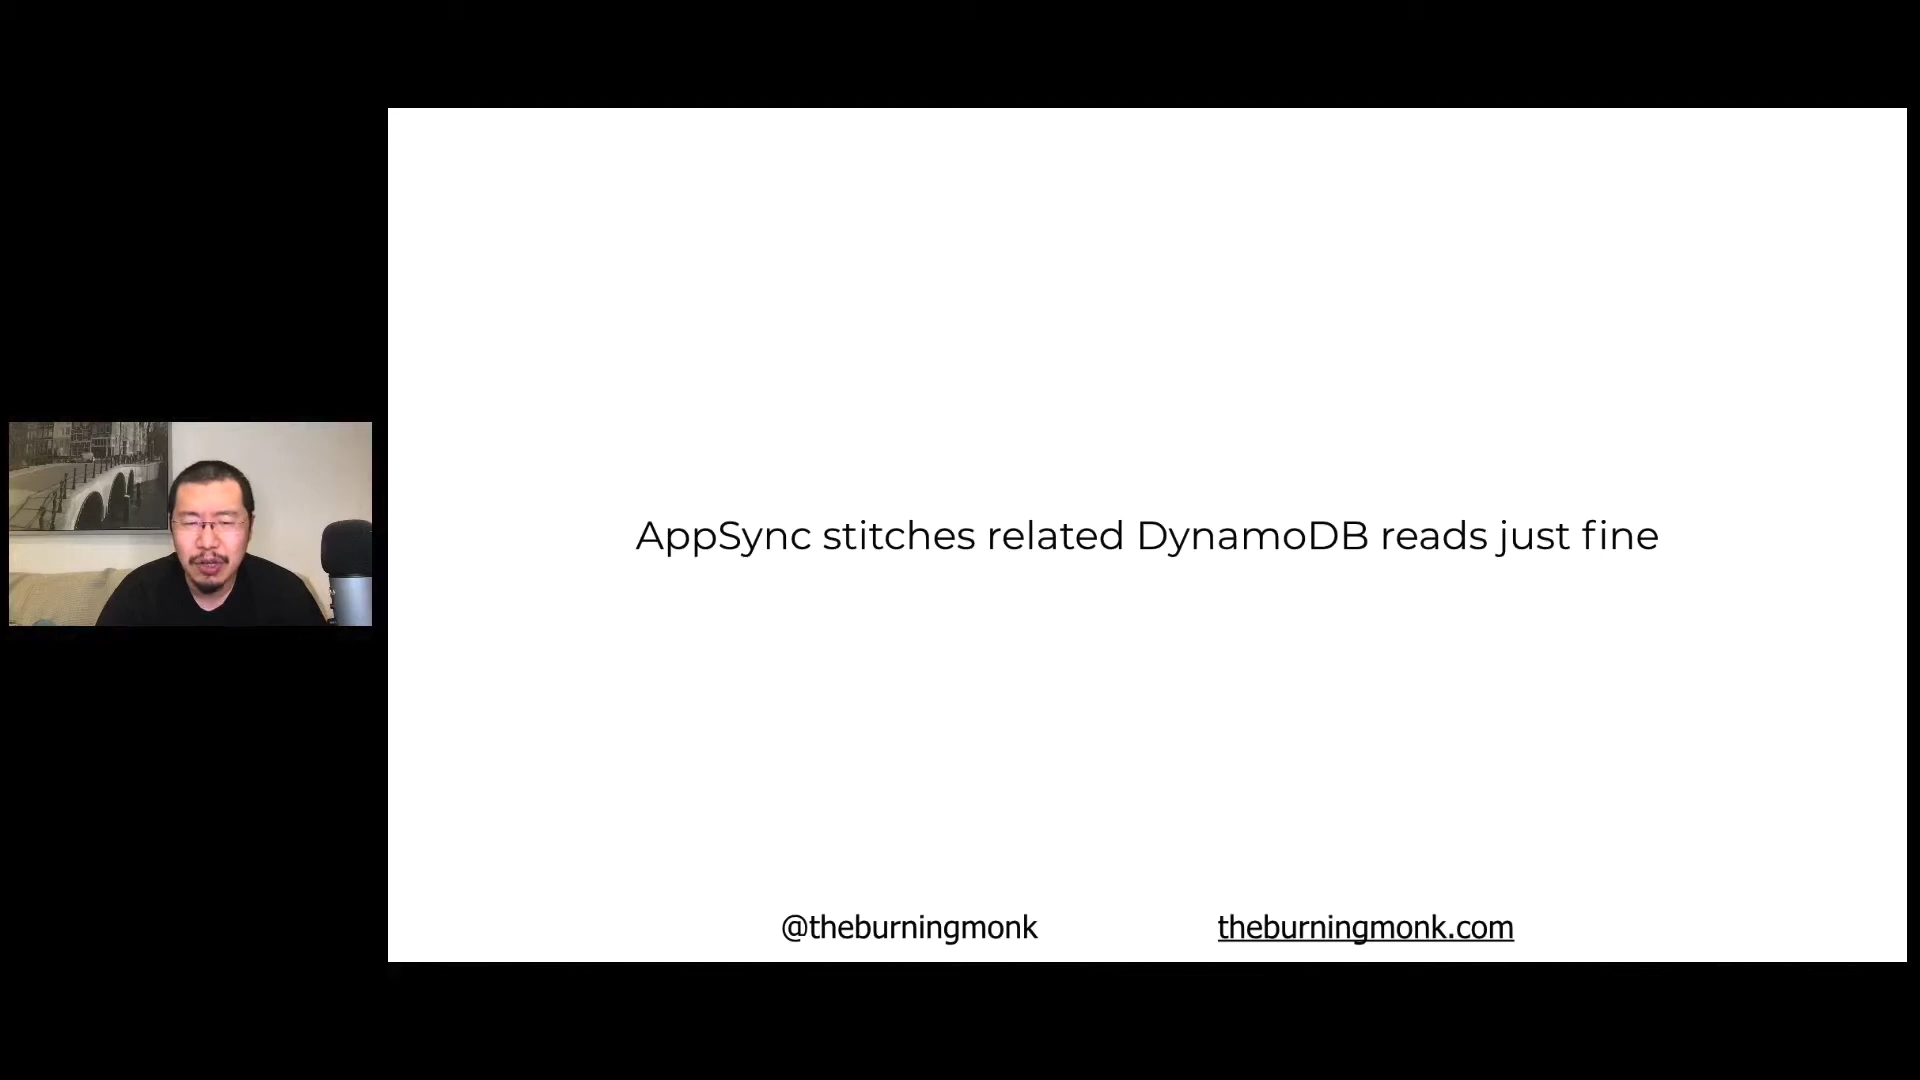 AppSync stitches related DynamoDB reads just fine
@theburningmonk
theburningmonk.com